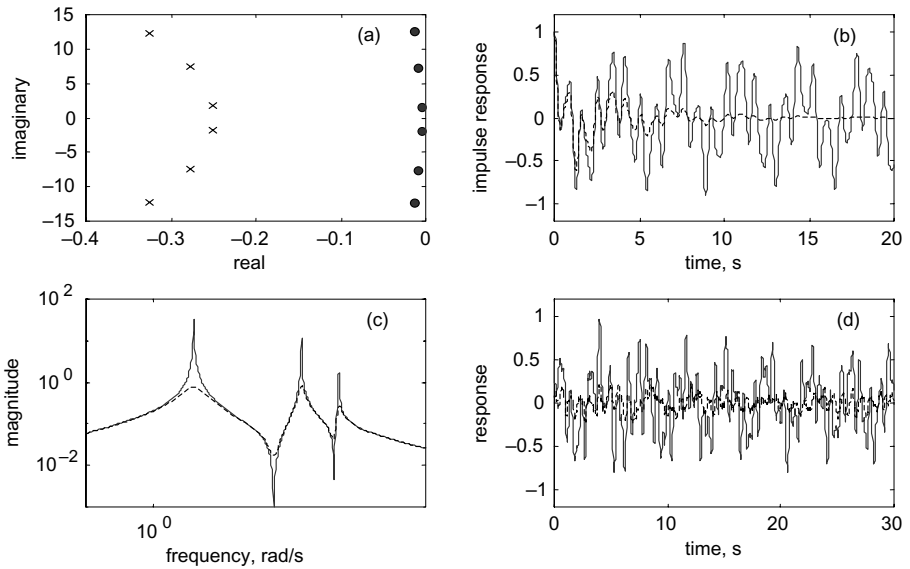 15
10
5
0
–5
–10
–15
–0.4
–0.3
–0.2
–0.1
0
real
imaginary
(a)
1
0.5
0
–0.5
–1
0
5
10
15
20
time, s
impulse response
(b)
10 2
10 0
10 –2
10 0
frequency, rad/s
magnitude
(c)
1
0.5
0
–0.5
–1
0
10
20
30
time, s
response
(d)